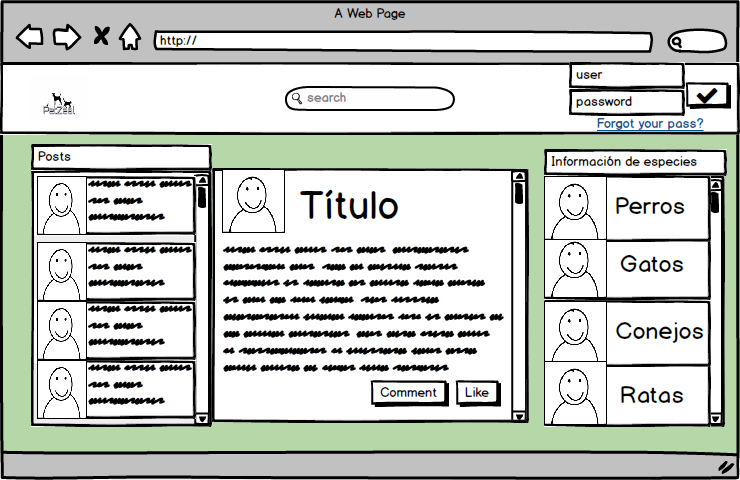 A Web Page
http://
PetZeel
search
user
password
Forgot your pass?
Posts
Título
Comment
Like
Información de especies
Perros
Gatos
Conejos
Ratas